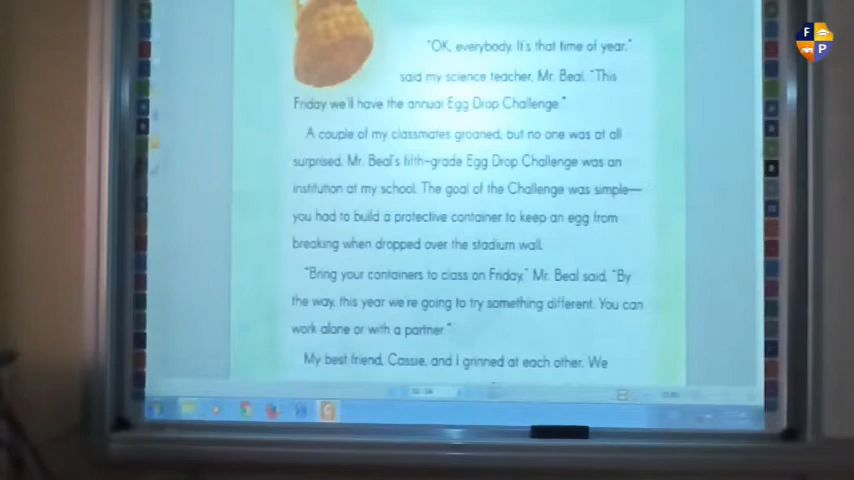 "OK, everybody. It's that time of year,"
said my science teacher, Mr. Beal. "This
Friday we'll have the annual Egg Drop Challenge."
A couple of my classmates groaned, but no one was at all
surprised. Mr. Beal's fifth-grade Egg Drop Challenge was an
institution at my school. The goal of the Challenge was simple—
you had to build a protective container to keep an egg from
breaking when dropped over the stadium wall.
"Bring your containers to class on Friday," Mr. Beal said. "By
the way, this year we're going to try something different. You can
work alone or with a partner."
My best friend, Cassie, and I grinned at each other. We
F
P